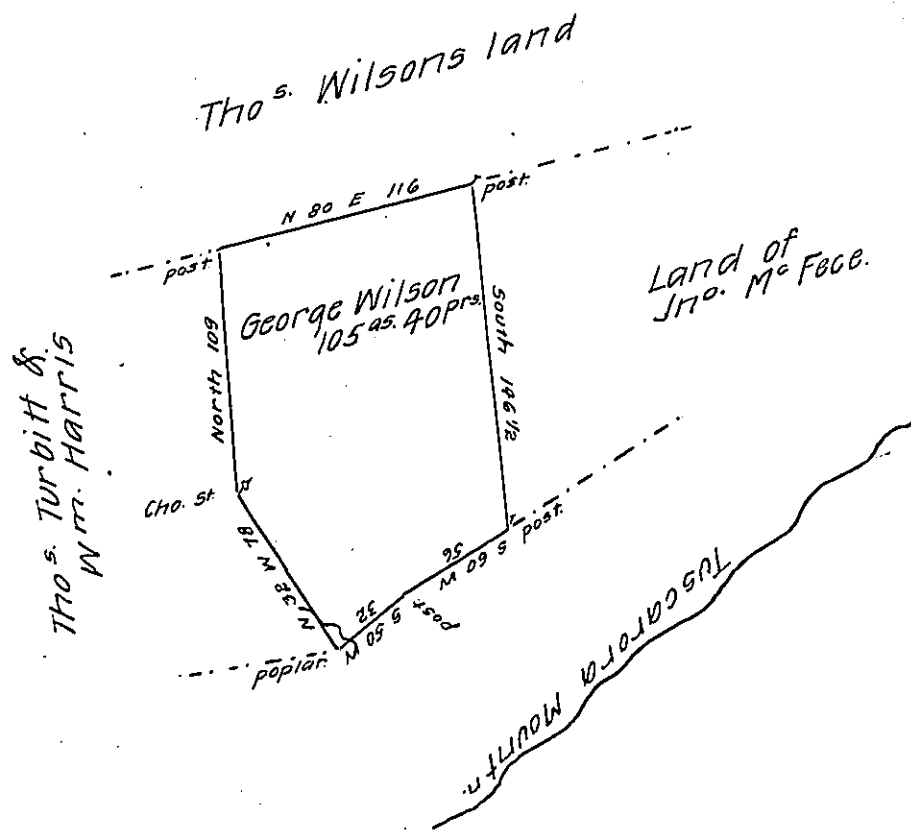 Thos. Wilsons land
N 80 E 116
post.
post.
George Wilson
105 as. 40 prs.
Land of
Jno. Mc Fece.
North 109
South 146 1/2
Thos. Turbitt &
Wm. Harris
Cho. St.
N 32 W 78
S 60 W
56
post.
post
S 50 W
32
poplar.
Tuscarora Mountn.